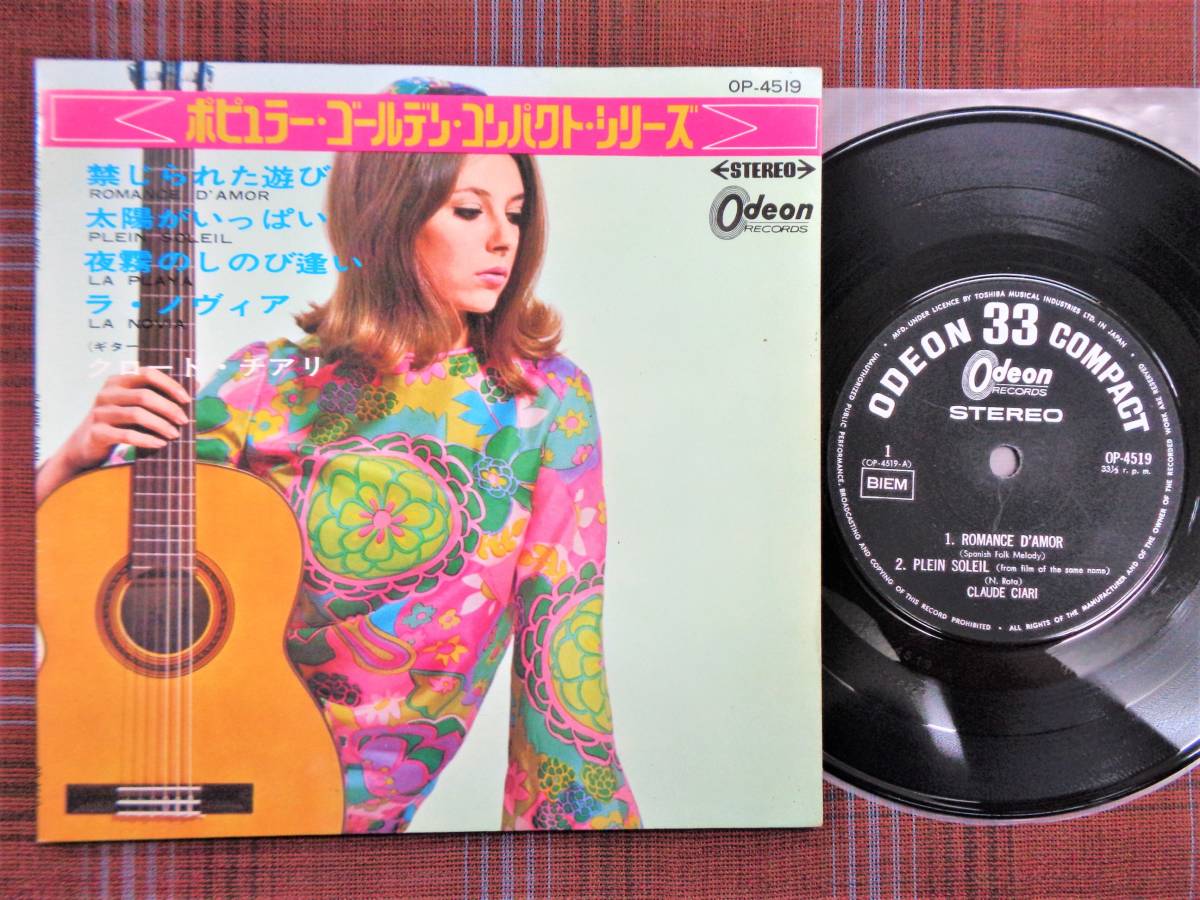 OP-4519
ポピュラー・ゴールデン・コンパクト・シリーズ
STEREO
Odeon
RECORDS
禁じられた遊び
ROMANCE D'AMOR
太陽がいっぱい
PLEIN SOLEIL
夜霧のしのび逢い
LA PLAYA
ラ・ノヴィア
LA NOVIA
(ギター
クロード・チアリ
MFD. UNDER LICENCE BY TOSHIBA MUSICAL INDUSTRIES LTD. IN JAPAN
ODEON 33 COMPACT
Odeon
RECORDS
STEREO
1
(OP-4519-A)
BIEM
OP-4519
33⅓ r. p. m.
1. ROMANCE D'AMOR
(Spanish Folk Melody)
2. PLEIN SOLEIL (from film of the same name)
(N. Rota)
CLAUDE CIARI
UNAUTHORIZED PUBLIC PERFORMANCE, BROADCASTING AND COPYING OF THIS RECORD PROHIBITED • ALL RIGHTS OF THE MANUFACTURER AND OF THE OWNER OF THE RECORDED WORK ARE RESERVED